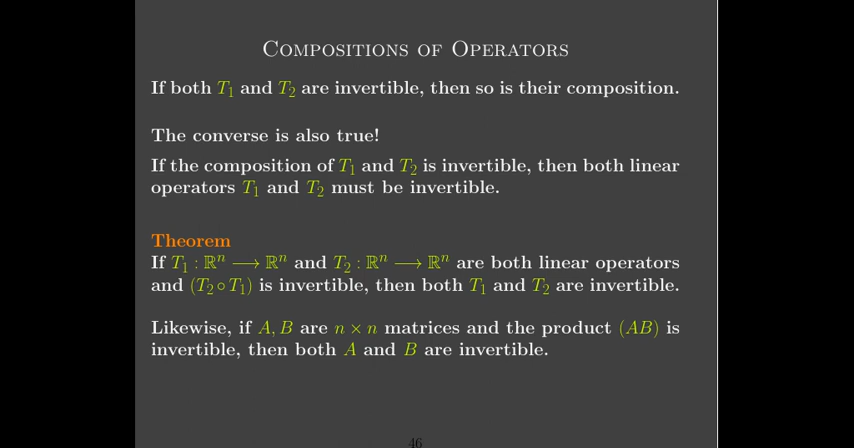 Compositions of Operators
If both T₁ and T₂ are invertible, then so is their composition.
The converse is also true!
If the composition of T₁ and T₂ is invertible, then both linear
operators T₁ and T₂ must be invertible.
Theorem
If T₁ : ℝⁿ ⟶ ℝⁿ and T₂ : ℝⁿ ⟶ ℝⁿ are both linear operators
and (T₂ ∘ T₁) is invertible, then both T₁ and T₂ are invertible.
Likewise, if A, B are n × n matrices and the product (AB) is
invertible, then both A and B are invertible.
46